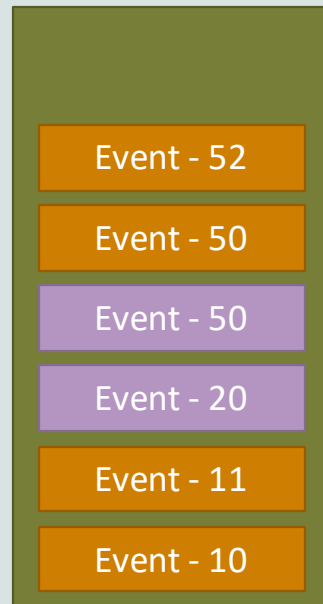 Event - 52
Event - 50
Event - 50
Event - 20
Event - 11
Event - 10